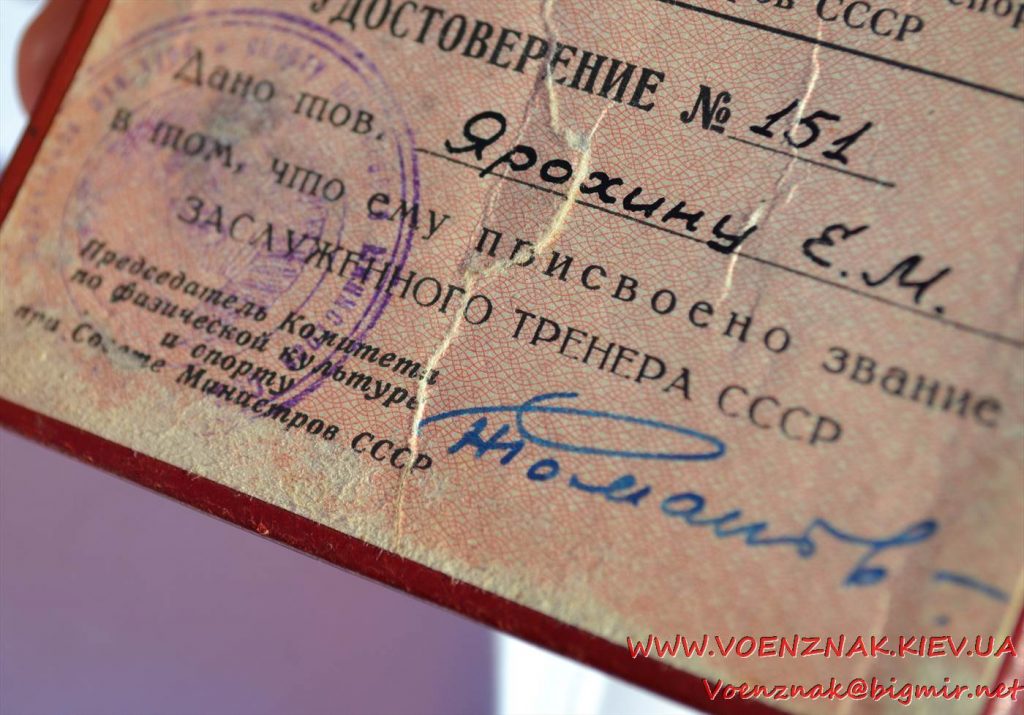 СССР
УДОСТОВЕРЕНИЕ № 151
Дано тов. Ярохину Е.М.
в том, что ему присвоено звание
ЗАСЛУЖЕННОГО ТРЕНЕРА СССР
Председатель Комитета
по физической культуре
и спорту
при Совете Министров СССР
WWW.VOENZNAK.KIEV.UA
Voenznak@bigmir.net